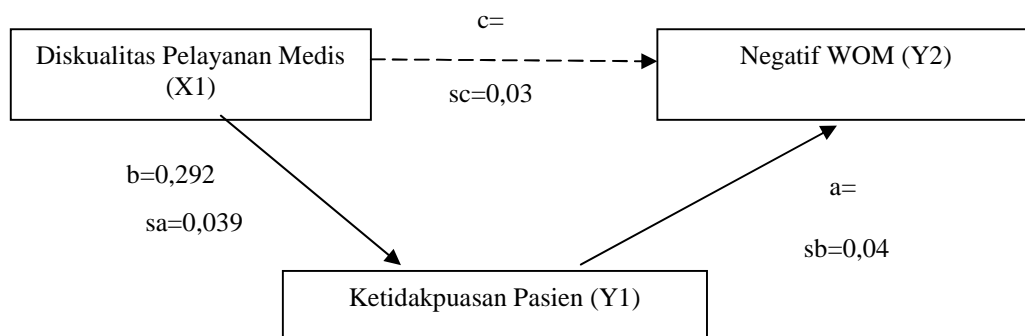 c=
Diskualitas Pelayanan Medis
(X1)
Negatif WOM (Y2)
sc=0,03
b=0,292
a=
sa=0,039
sb=0,04
Ketidakpuasan Pasien (Y1)